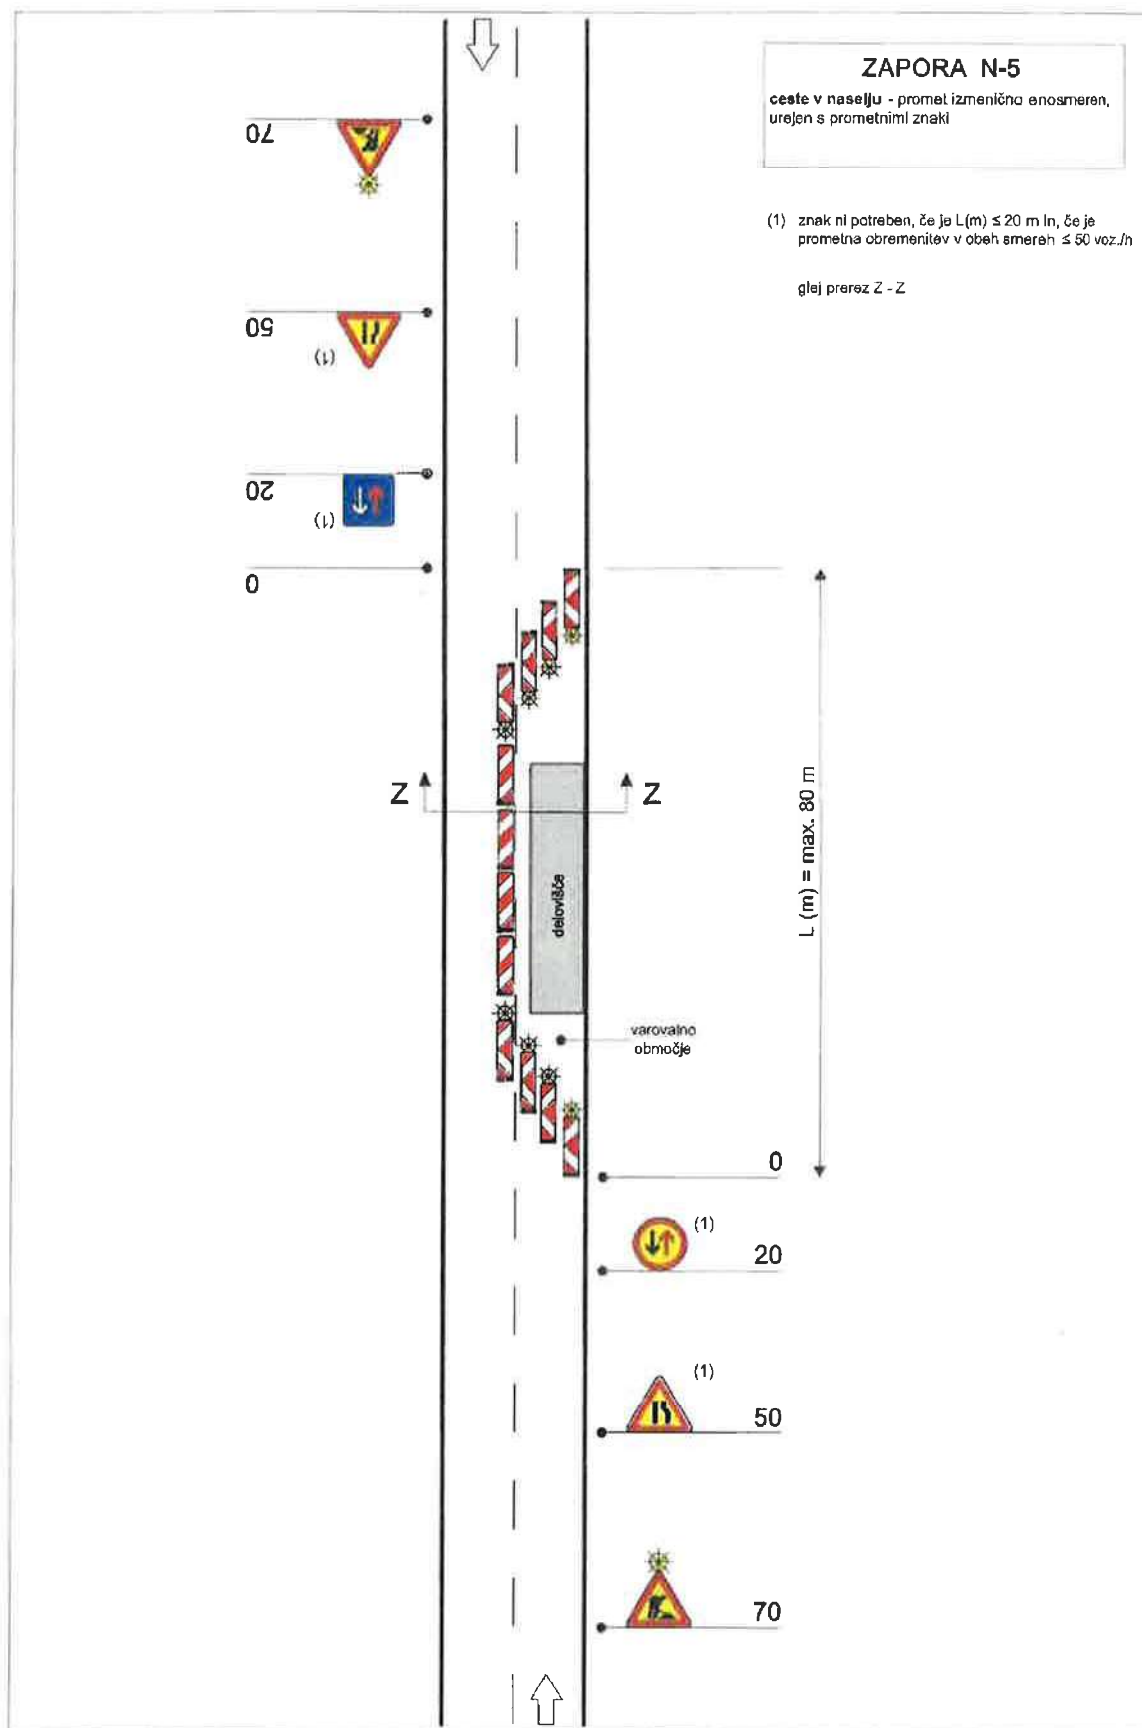 ZAPORA N-5
ceste v naselju - promet izmenično enosmeren,
urejen s prometnimi znaki
(1) znak ni potreben, če je L(m) ≤ 20 m in, če je
prometna obremenitev v obeh smereh ≤ 50 voz./h
glej prerez Z - Z
70
50
(1)
20
(1)
0
Z
Z
delovišče
L (m) = max. 80 m
varovalno
območje
0
(1)
20
(1)
50
70